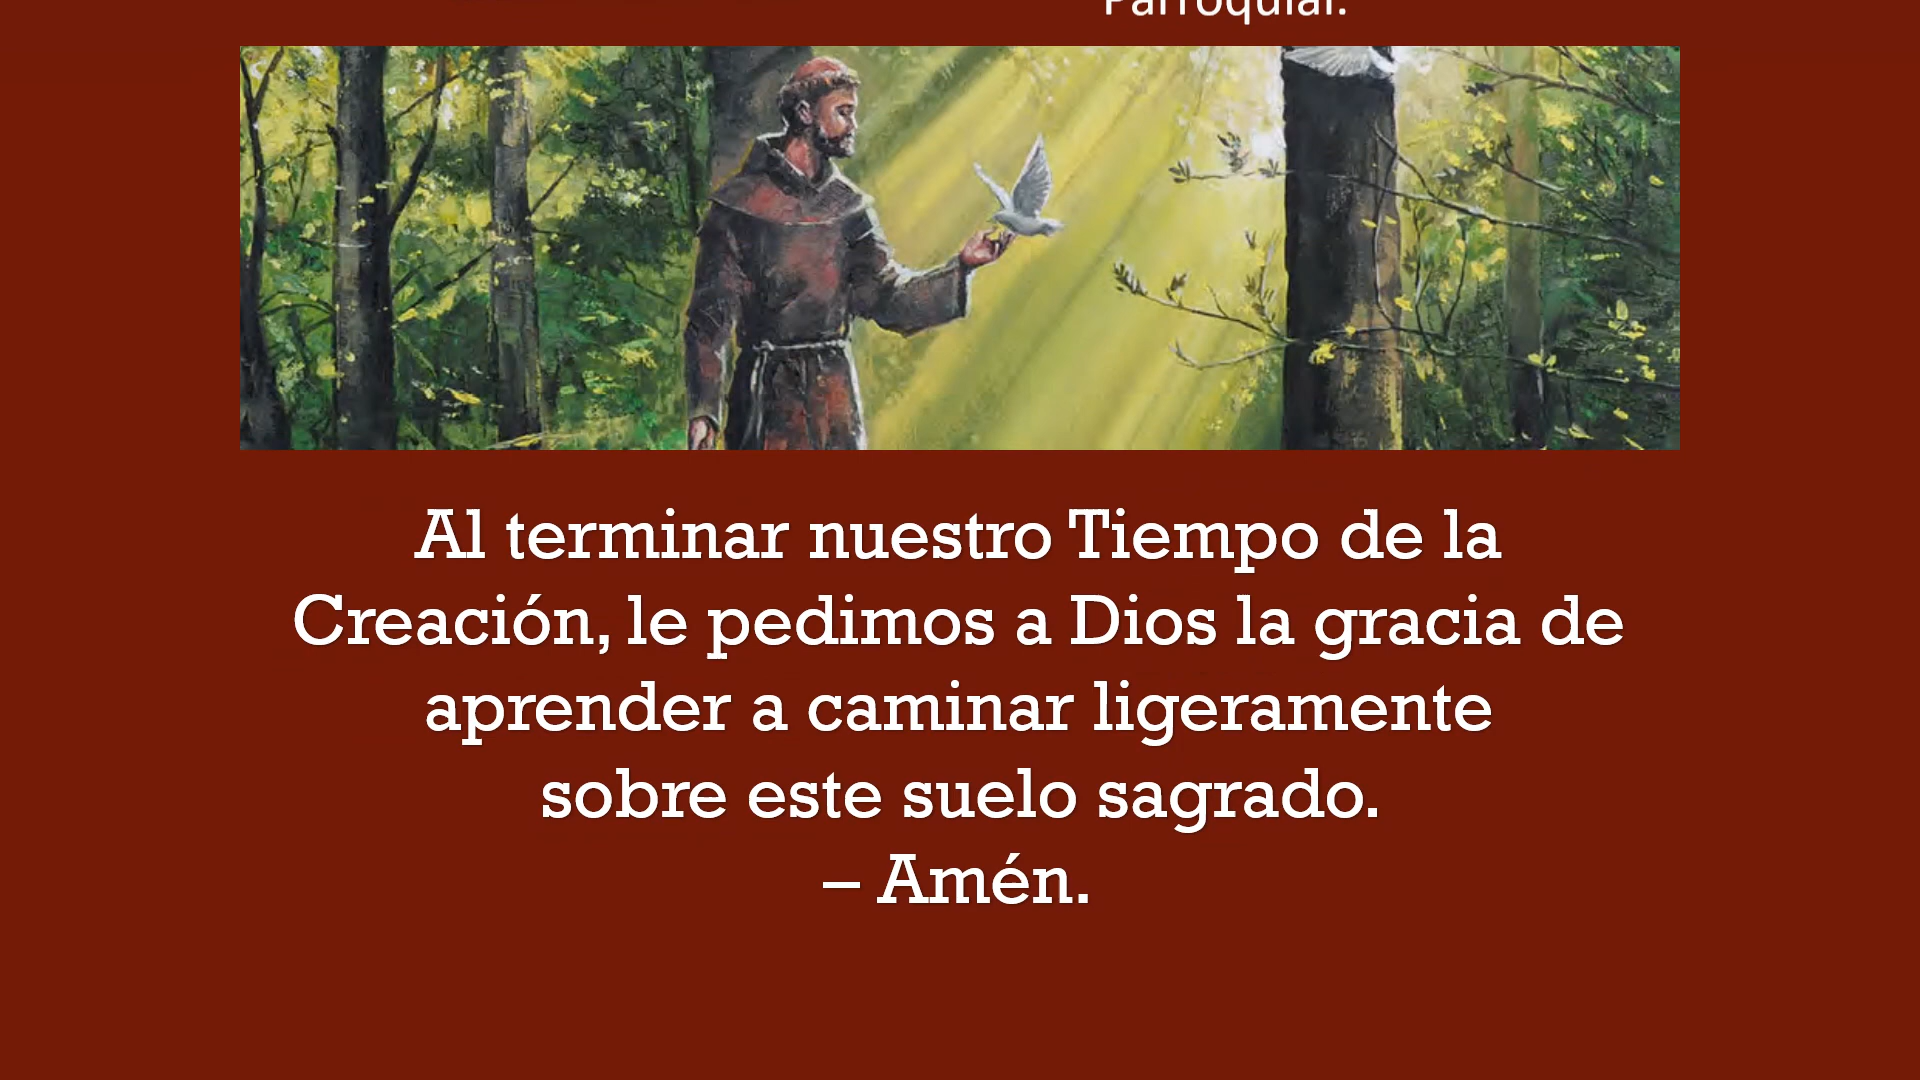 Parroquial.
Al terminar nuestro Tiempo de la
Creación, le pedimos a Dios la gracia de
aprender a caminar ligeramente
sobre este suelo sagrado.
– Amén.